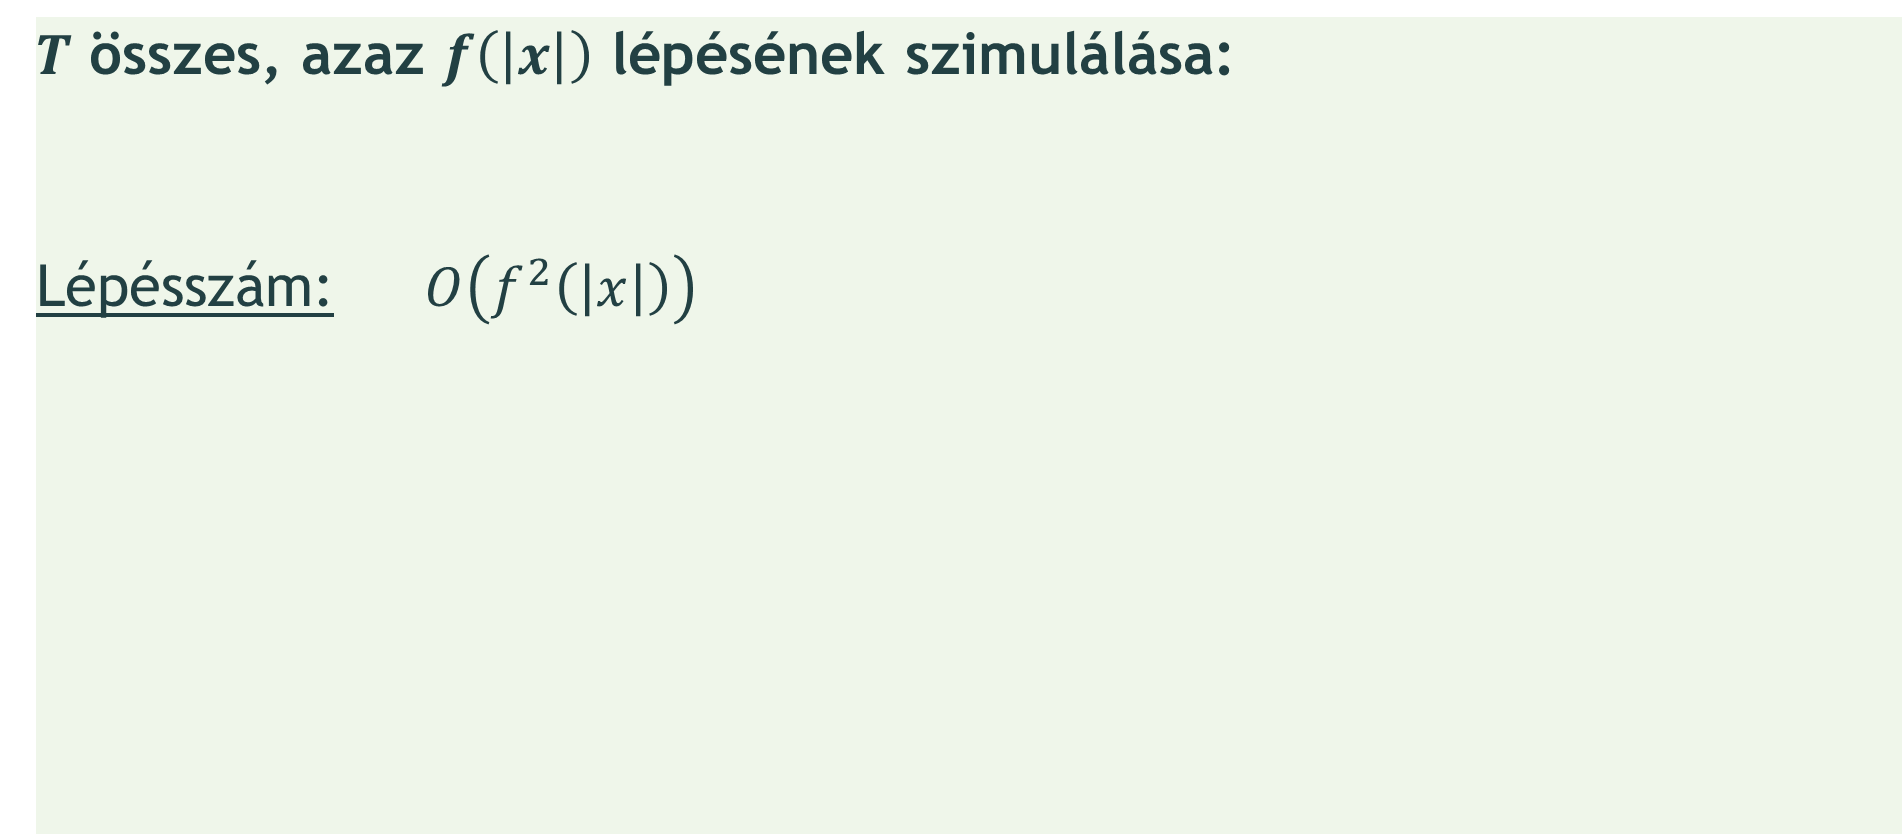 T összes, azaz f(|x|) lépésének szimulálása:
Lépésszám: O(f²(|x|))